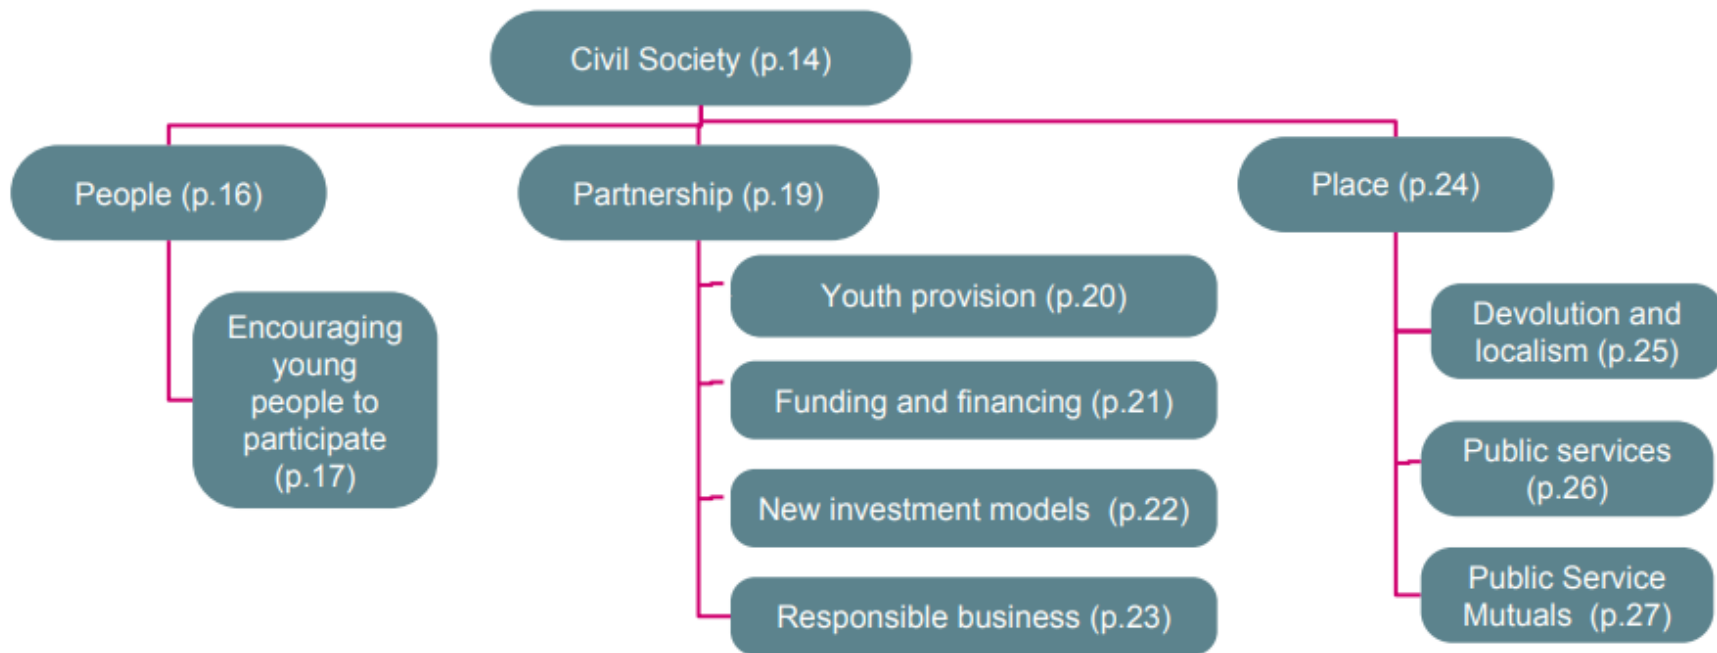 Civil Society (p.14)
People (p.16)
Partnership (p.19)
Place (p.24)
Encouraging
young
people to
participate
(p.17)
Youth provision (p.20)
Funding and financing (p.21)
New investment models  (p.22)
Responsible business (p.23)
Devolution and
localism (p.25)
Public services
(p.26)
Public Service
Mutuals  (p.27)